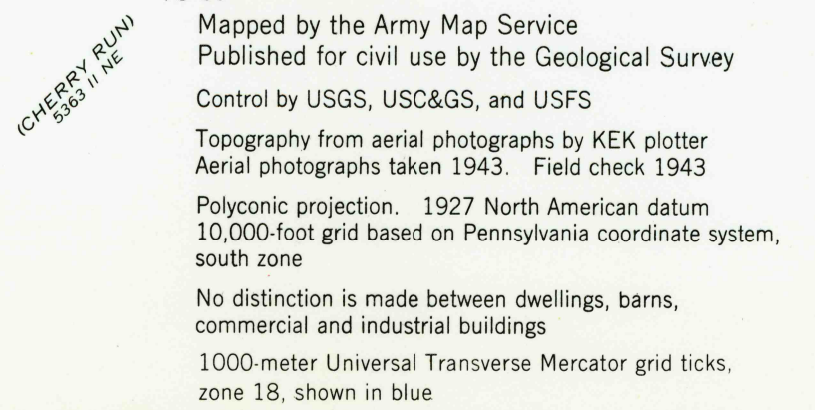 (CHERRY RUN)
5363 II NE
Mapped by the Army Map Service
Published for civil use by the Geological Survey
Control by USGS, USC&GS, and USFS
Topography from aerial photographs by KEK plotter
Aerial photographs taken 1943. Field check 1943
Polyconic projection. 1927 North American datum
10,000-foot grid based on Pennsylvania coordinate system,
south zone
No distinction is made between dwellings, barns,
commercial and industrial buildings
1000-meter Universal Transverse Mercator grid ticks,
zone 18, shown in blue